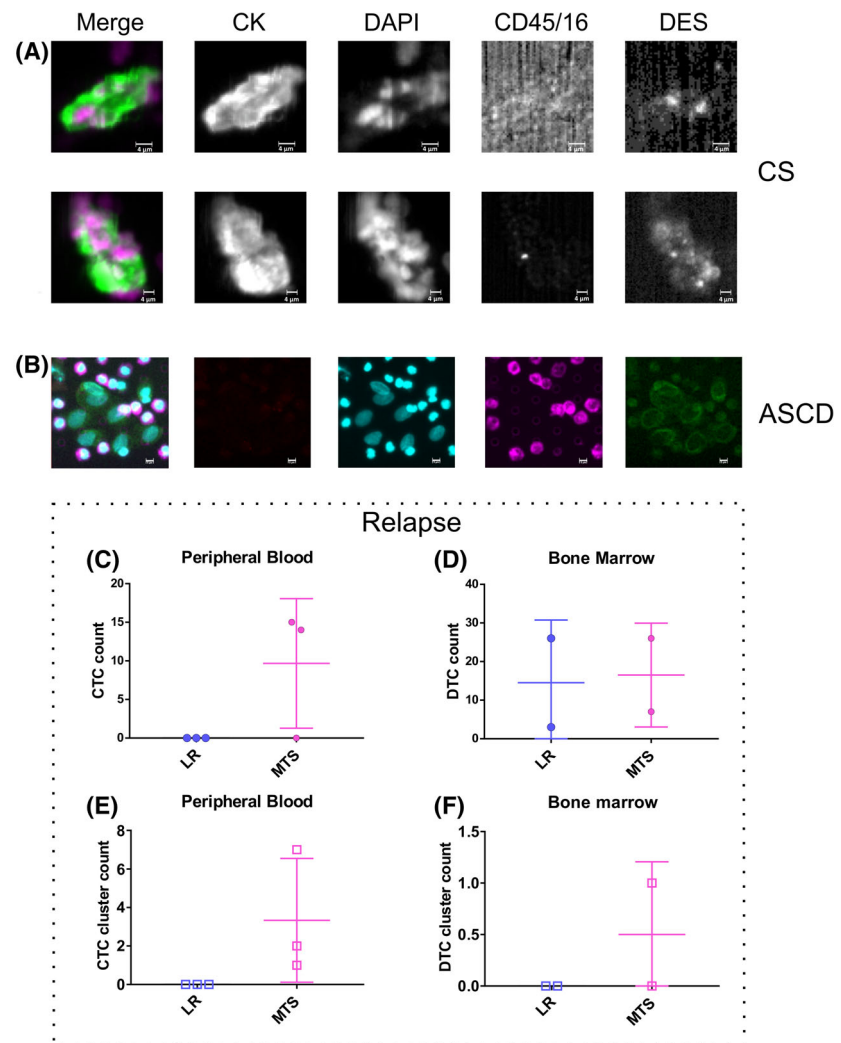 Merge CK DAPI CD45/16 DES
(A)
4 µm 4 µm 4 µm 4 µm 4 µm
CS
4 µm 4 µm 4 µm 4 µm 4 µm
(B)
ASCD
Relapse
(C) Peripheral Blood
20
15
10
5
0
CTC count
LR MTS
(D) Bone Marrow
40
30
20
10
0
DTC count
LR MTS
(E) Peripheral Blood
8
6
4
2
0
CTC cluster count
LR MTS
(F) Bone marrow
1.5
1.0
0.5
0.0
DTC cluster count
LR MTS